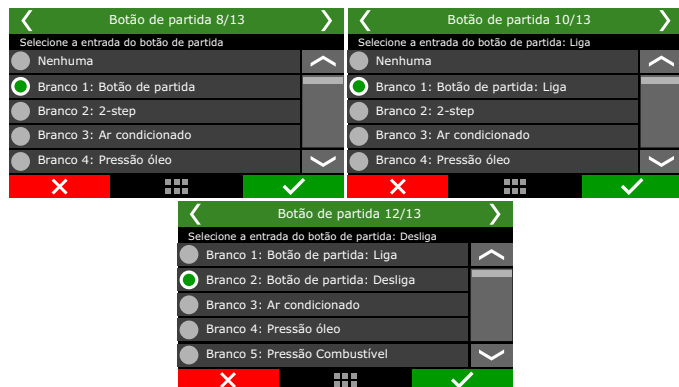 Botão de partida 8/13
Selecione a entrada do botão de partida
Nenhuma
Branco 1: Botão de partida
Branco 2: 2-step
Branco 3: Ar condicionado
Branco 4: Pressão óleo
Botão de partida 10/13
Selecione a entrada do botão de partida: Liga
Nenhuma
Branco 1: Botão de partida: Liga
Branco 2: 2-step
Branco 3: Ar condicionado
Branco 4: Pressão óleo
Botão de partida 12/13
Selecione a entrada do botão de partida: Desliga
Branco 1: Botão de partida: Liga
Branco 2: Botão de partida: Desliga
Branco 3: Ar condicionado
Branco 4: Pressão óleo
Branco 5: Pressão Combustível